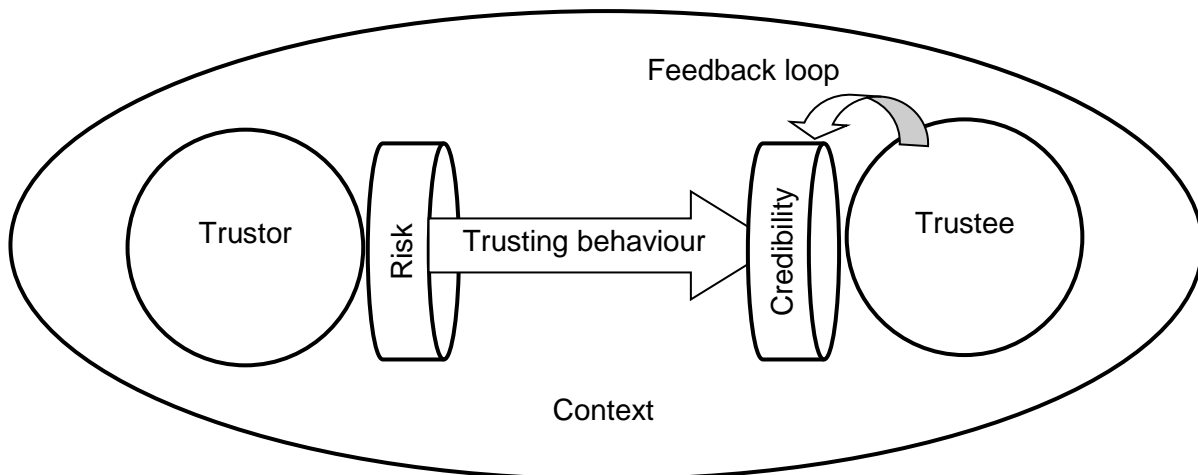 Feedback loop
Trustor
Risk
Trusting behaviour
Credibility
Trustee
Context